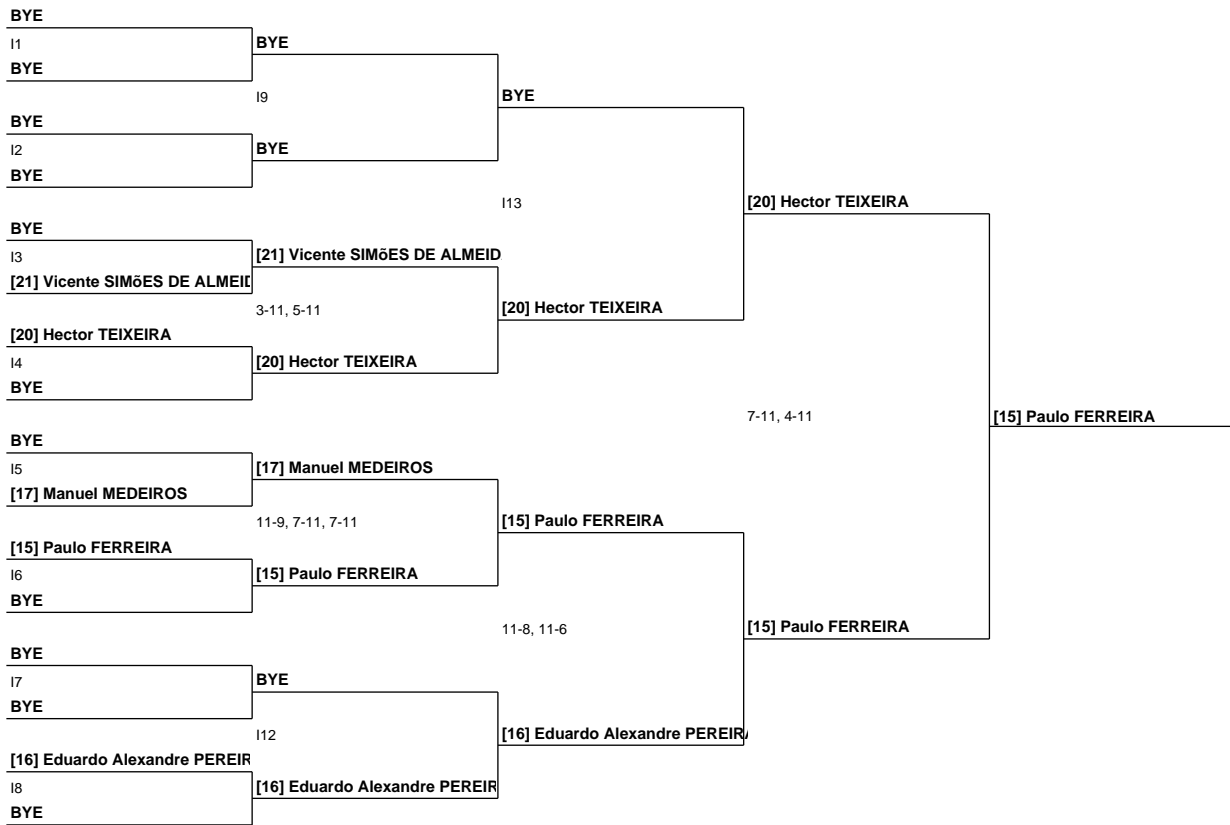 BYE
I1
BYE
BYE
I9
BYE
BYE
I2
BYE
BYE
I13
[20] Hector TEIXEIRA
BYE
I3
[21] Vicente SIMõES DE ALMEID
[21] Vicente SIMõES DE ALMEID
3-11, 5-11
[20] Hector TEIXEIRA
[20] Hector TEIXEIRA
I4
[20] Hector TEIXEIRA
BYE
7-11, 4-11
[15] Paulo FERREIRA
BYE
I5
[17] Manuel MEDEIROS
[17] Manuel MEDEIROS
11-9, 7-11, 7-11
[15] Paulo FERREIRA
[15] Paulo FERREIRA
I6
[15] Paulo FERREIRA
BYE
11-8, 11-6
[15] Paulo FERREIRA
BYE
I7
BYE
BYE
I12
[16] Eduardo Alexandre PEREIR
[16] Eduardo Alexandre PEREIR
I8
[16] Eduardo Alexandre PEREIR
BYE